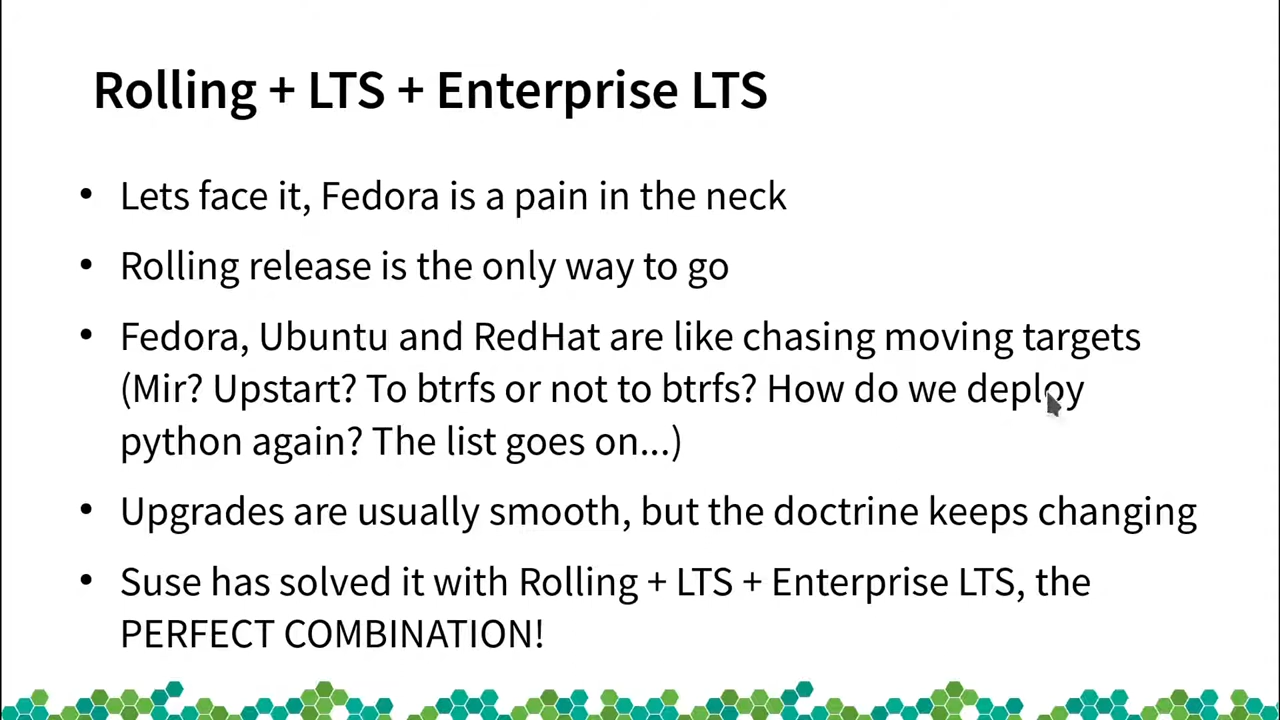 Rolling + LTS + Enterprise LTS
• Lets face it, Fedora is a pain in the neck
• Rolling release is the only way to go
• Fedora, Ubuntu and RedHat are like chasing moving targets
(Mir? Upstart? To btrfs or not to btrfs? How do we deploy
python again? The list goes on...)
• Upgrades are usually smooth, but the doctrine keeps changing
• Suse has solved it with Rolling + LTS + Enterprise LTS, the
PERFECT COMBINATION!